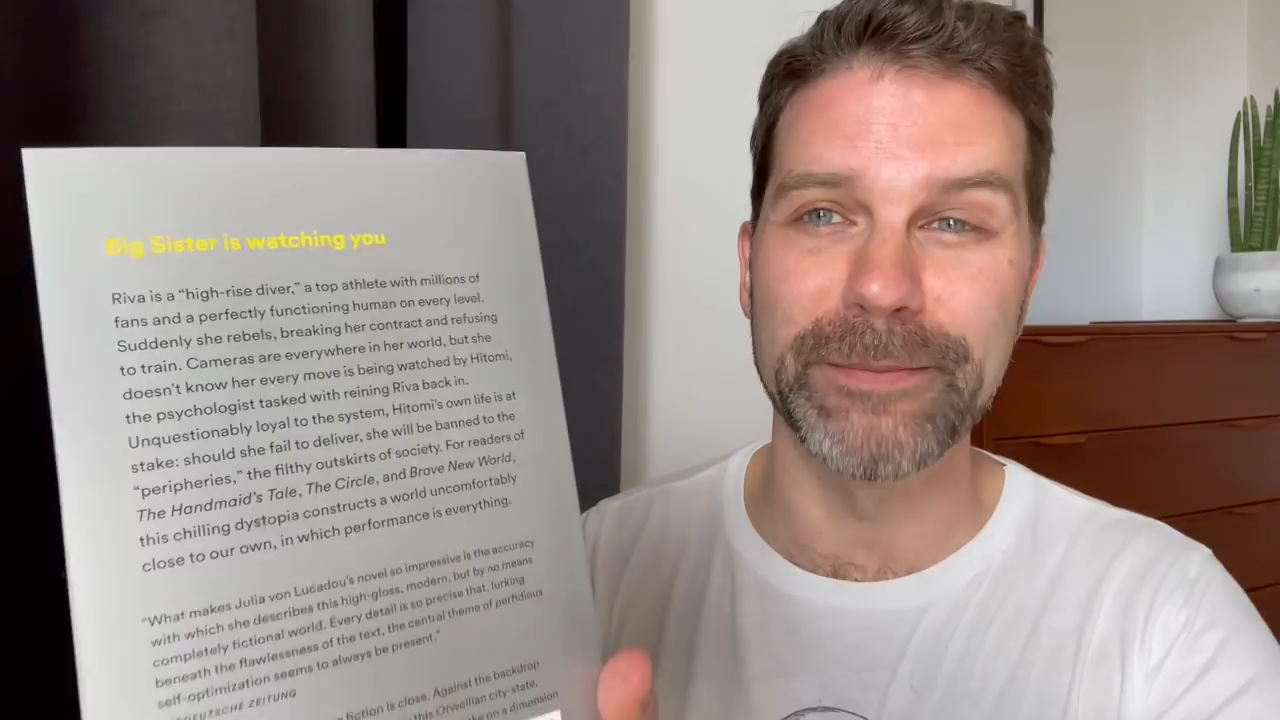 Big Sister is watching you
Riva is a “high-rise diver,” a top athlete with millions of
fans and a perfectly functioning human on every level.
Suddenly she rebels, breaking her contract and refusing
to train. Cameras are everywhere in her world, but she
doesn’t know her every move is being watched by Hitomi,
the psychologist tasked with reining Riva back in.
Unquestionably loyal to the system, Hitomi’s own life is at
stake: should she fail to deliver, she will be banned to the
“peripheries,” the filthy outskirts of society. For readers of
The Handmaid’s Tale, The Circle, and Brave New World,
this chilling dystopia constructs a world uncomfortably
close to our own, in which performance is everything.
“What makes Julia von Lucadou’s novel so impressive is the accuracy
with which she describes this high-gloss, modern, but by no means
completely fictional world. Every detail is so precise that, lurking
beneath the flawlessness of the text, the central theme of perfidious
self-optimization seems to always be present.”
DEUTSCHE ZEITUNG
fiction is close. Against the backdrop
this Orwellian city-state,
on a dimension